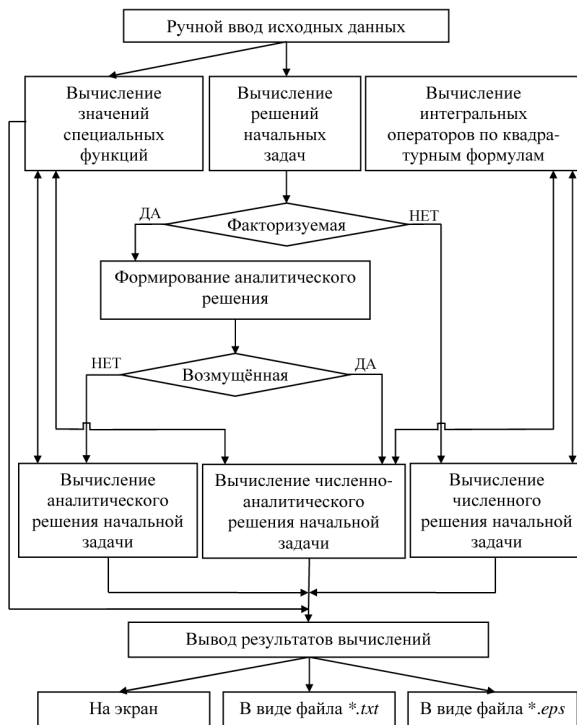 Ручной ввод исходных данных
Вычисление
значений
специальных
функций
Вычисление
решений
начальных
задач
Вычисление
интегральных
операторов по квадра-
турным формулам
ДА
Факторизуемая
НЕТ
Формирование аналитического
решения
НЕТ
Возмущённая
ДА
Вычисление
аналитического
решения начальной
задачи
Вычисление численно-
аналитического
решения начальной
задачи
Вычисление
численного
решения начальной
задачи
Вывод результатов вычислений
На экран
В виде файла *.txt
В виде файла *.eps